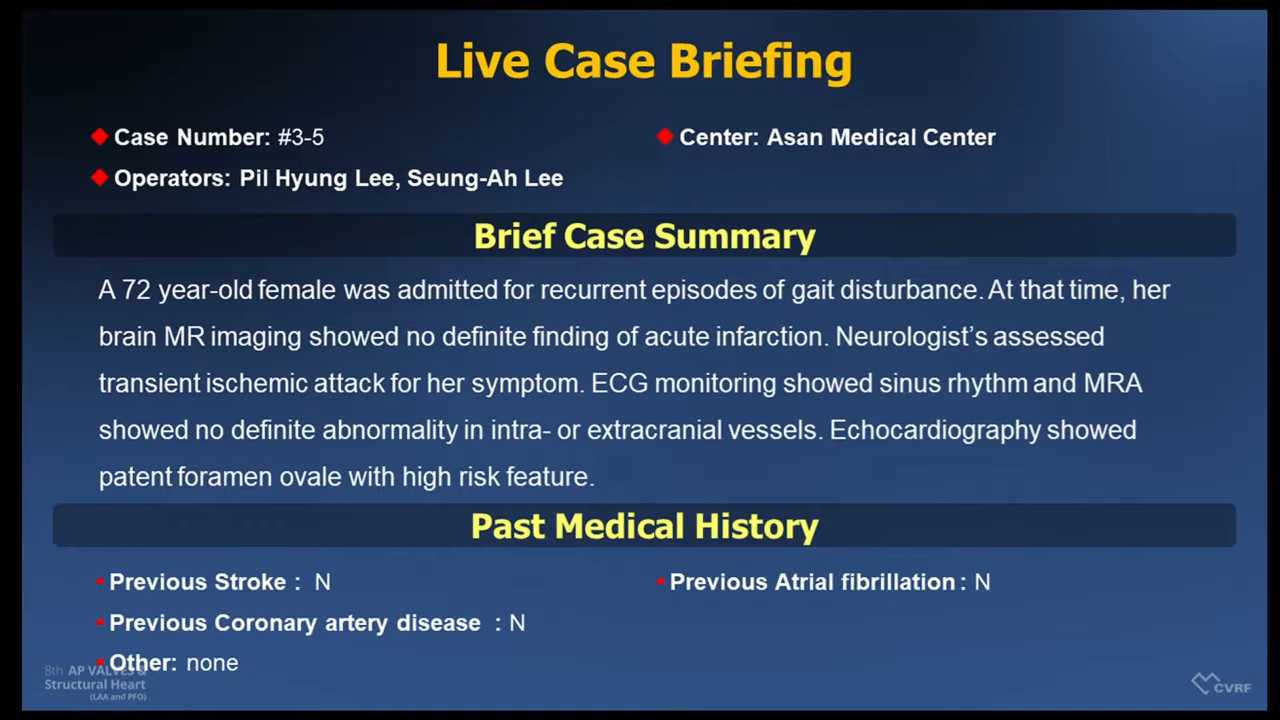 Live Case Briefing
Case Number: #3-5
Center: Asan Medical Center
Operators: Pil Hyung Lee, Seung-Ah Lee
Brief Case Summary
A 72 year-old female was admitted for recurrent episodes of gait disturbance. At that time, her
brain MR imaging showed no definite finding of acute infarction. Neurologist’s assessed
transient ischemic attack for her symptom. ECG monitoring showed sinus rhythm and MRA
showed no definite abnormality in intra- or extracranial vessels. Echocardiography showed
patent foramen ovale with high risk feature.
Past Medical History
Previous Stroke : N
Previous Atrial fibrillation : N
Previous Coronary artery disease : N
Other: none
8th AP VALVES &
Structural Heart
(LAA and PFO)
CVRF